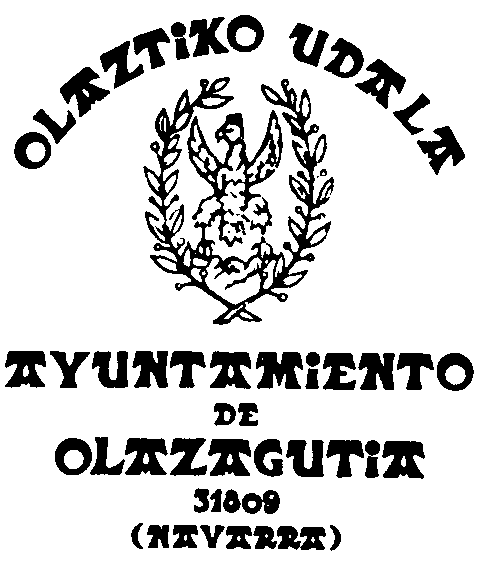 OLAZTiKO UDALA
AYUNTAMiENTO
DE
OLAZAGUTiA
31809
(NAVARRA)